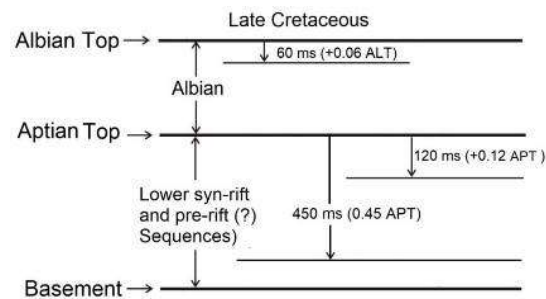 Late Cretaceous
Albian Top
60 ms (+0.06 ALT)
Albian
Aptian Top
120 ms (+0.12 APT )
Lower syn-rift
and pre-rift (?)
Sequences)
450 ms (0.45 APT)
Basement